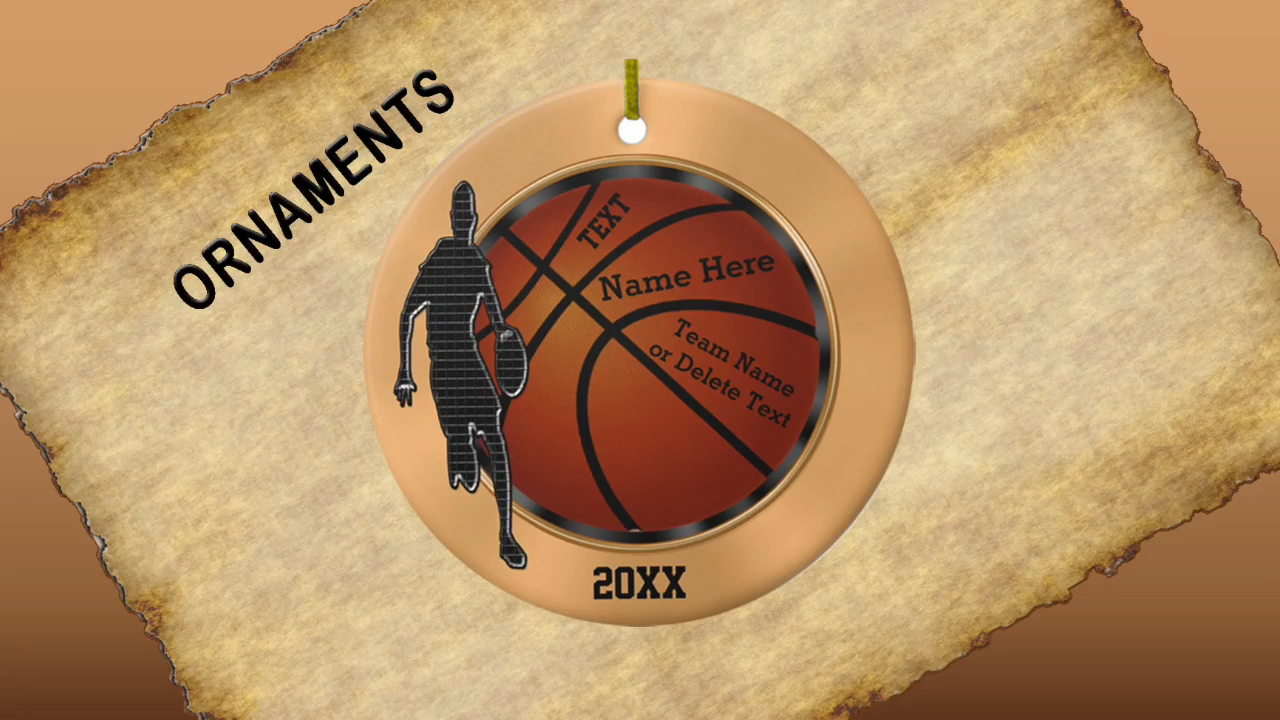 ORNAMENTS
TEXT
Name Here
Team Name
or Delete Text
20XX